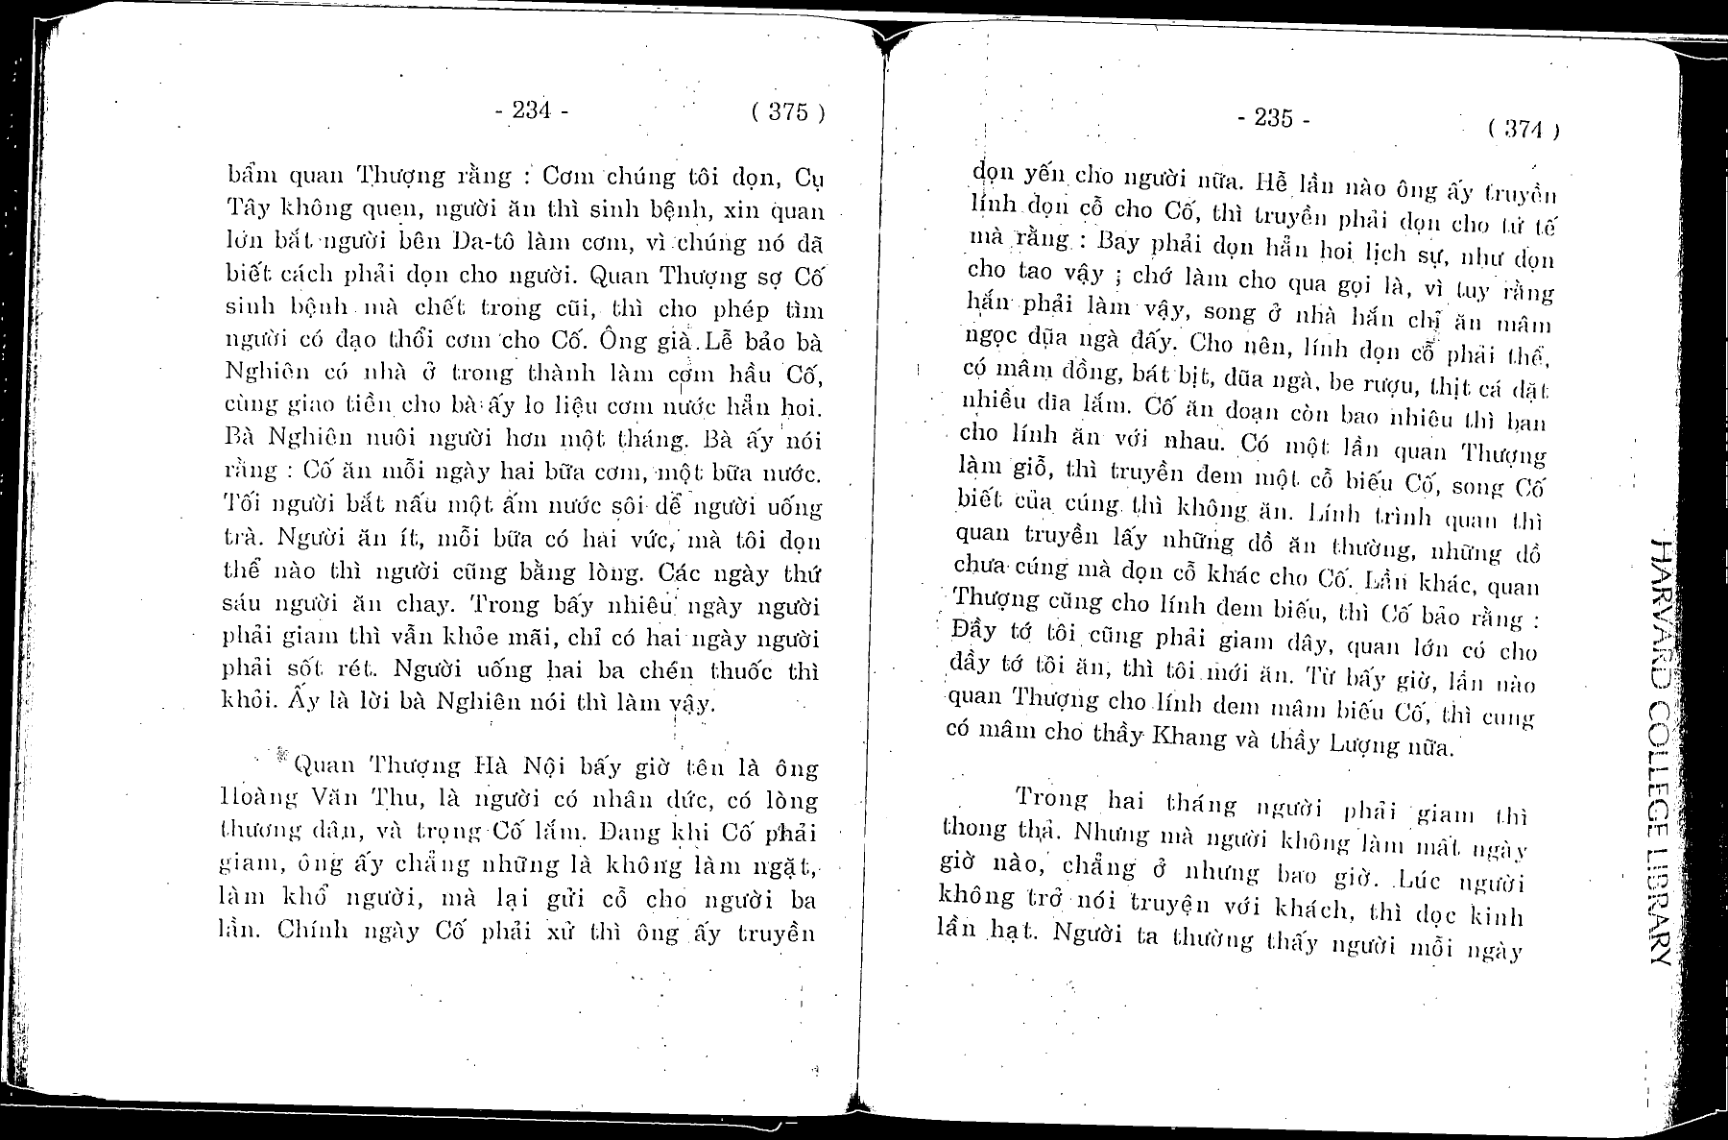 - 234 -
( 375 )
bẩm quan Thượng rằng : Cơm chúng tôi dọn, Cụ
Tây không quen, người ăn thì sinh bệnh, xin quan
lớn bắt người bên Da-tô làm cơm, vì chúng nó đã
biết cách phải dọn cho người. Quan Thượng sợ Cố
sinh bệnh mà chết trong cũi, thì cho phép tìm
người có đạo thổi cơm cho Cố. Ông già Lễ bảo bà
Nghiên có nhà ở trong thành làm cơm hầu Cố,
cùng giao tiền cho bà ấy lo liệu cơm nước hẳn hoi.
Bà Nghiên nuôi người hơn một tháng. Bà ấy nói
rằng : Cố ăn mỗi ngày hai bữa cơm, một bữa nước.
Tối người bắt nấu một ấm nước sôi để người uống
trà. Người ăn ít, mỗi bữa có hai vức, mà tôi dọn
thể nào thì người cũng bằng lòng. Các ngày thứ
sáu người ăn chay. Trong bấy nhiêu ngày người
phải giam thì vẫn khỏe mãi, chỉ có hai ngày người
phải sốt rét. Người uống hai ba chén thuốc thì
khỏi. Ấy là lời bà Nghiên nói thì làm vậy.
Quan Thượng Hà Nội bấy giờ tên là ông
Hoàng Văn Thu, là người có nhân đức, có lòng
thương dân, và trọng Cố lắm. Đang khi Cố phải
giam, ông ấy chẳng những là không làm ngặt,
làm khổ người, mà lại gửi cỗ cho người ba
lần. Chính ngày Cố phải xử thì ông ấy truyền
- 235 -
( 374 )
dọn yến cho người nữa. Hễ lần nào ông ấy truyền
lính dọn cỗ cho Cố, thì truyền phải dọn cho tử tế
mà rằng : Bay phải dọn hẳn hoi lịch sự, như dọn
cho tao vậy ; chớ làm cho qua gọi là, vì tuy rằng
hắn phải làm vậy, song ở nhà hắn chỉ ăn mâm
ngọc đũa ngà đấy. Cho nên, lính dọn cỗ phải thể,
có mâm đồng, bát bịt, đũa ngà, be rượu, thịt cá đặt
nhiều dĩa lắm. Cố ăn đoạn còn bao nhiêu thì ban
cho lính ăn với nhau. Có một lần quan Thượng
làm giỗ, thì truyền đem một cỗ biếu Cố, song Cố
biết của cúng thì không ăn. Lính trình quan thì
quan truyền lấy những đồ ăn thường, những đồ
chưa cúng mà dọn cỗ khác cho Cố. Lần khác, quan
Thượng cũng cho lính đem biếu, thì Cố bảo rằng :
Đầy tớ tôi cũng phải giam đây, quan lớn có cho
đầy tớ tôi ăn, thì tôi mới ăn. Từ bấy giờ, lần nào
quan Thượng cho lính đem mâm biếu Cố, thì cung
có mâm cho thầy Khang và thầy Lượng nữa.
Trong hai tháng người phải giam thì
thong thả. Nhưng mà người không làm mất ngày
giờ nào, chẳng ở nhưng bao giờ. Lúc người
không trở nói truyện với khách, thì đọc kinh
lần hạt. Người ta thường thấy người mỗi ngày
HARVARD COLLEGE LIBRARY